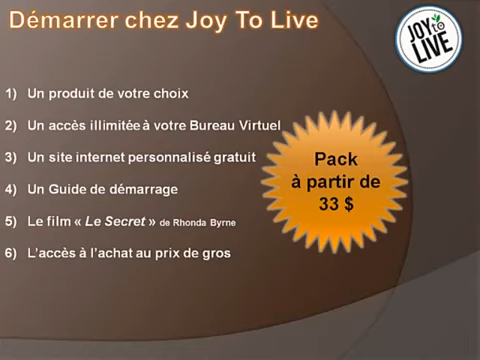 Démarrer chez Joy To Live
JOY to
LIVE
1) Un produit de votre choix
2) Un accès illimitée à votre Bureau Virtuel
3) Un site internet personnalisé gratuit
4) Un Guide de démarrage
5) Le film « Le Secret » de Rhonda Byrne
6) L'accès à l'achat au prix de gros
Pack
à partir de
33 $